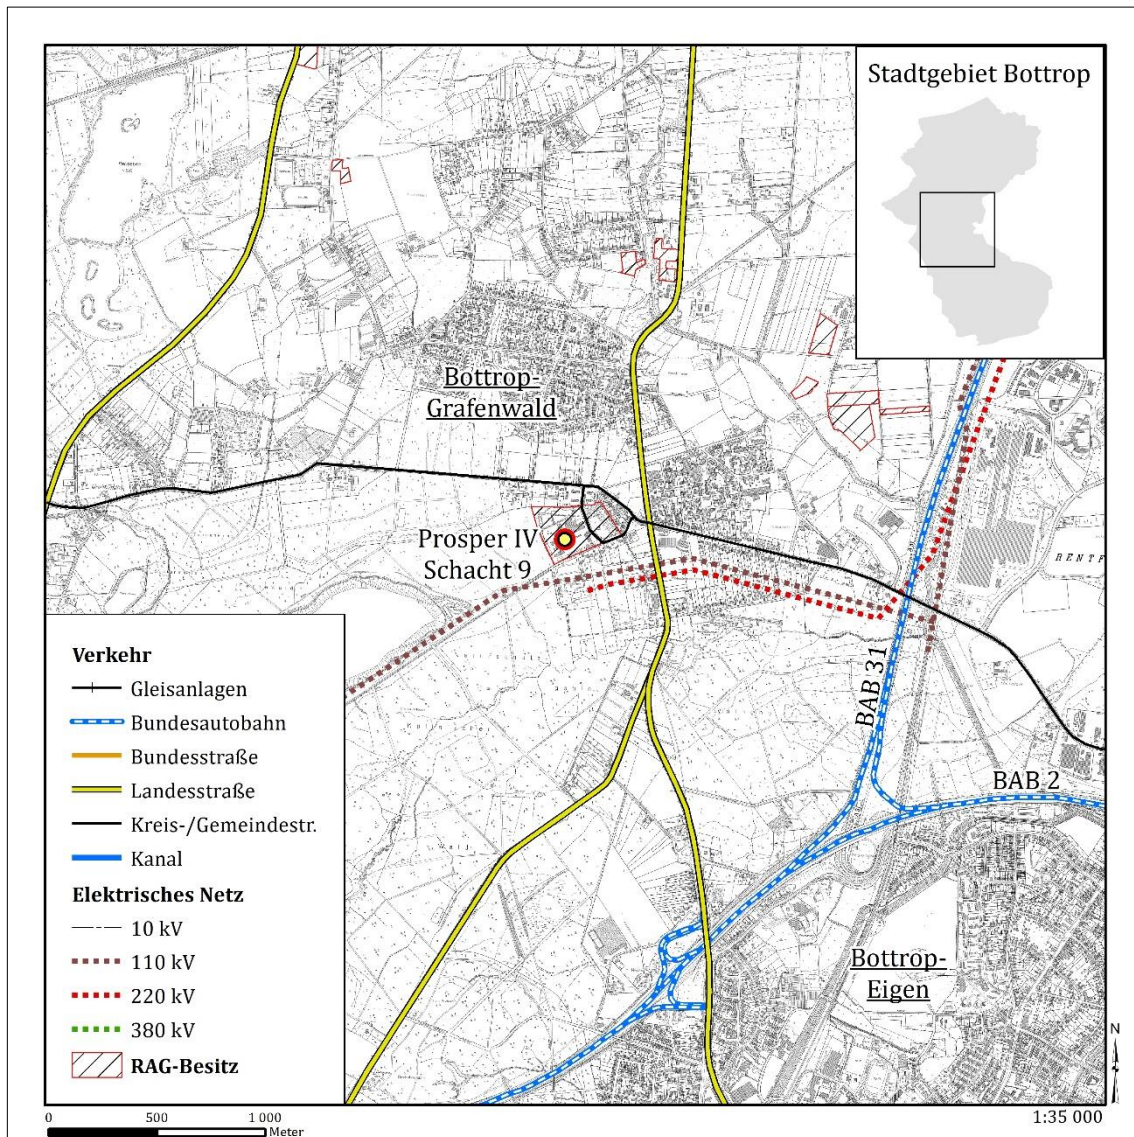 Stadtgebiet Bottrop
Bottrop-
Grafenwald
Prosper IV
Schacht 9
RENTF
BAB 31
BAB 2
Bottrop-
Eigen
Verkehr
Gleisanlagen
Bundesautobahn
Bundesstraße
Landesstraße
Kreis-/Gemeindestr.
Kanal
Elektrisches Netz
10 kV
110 kV
220 kV
380 kV
RAG-Besitz
N
0 500 1 000
Meter
1:35 000